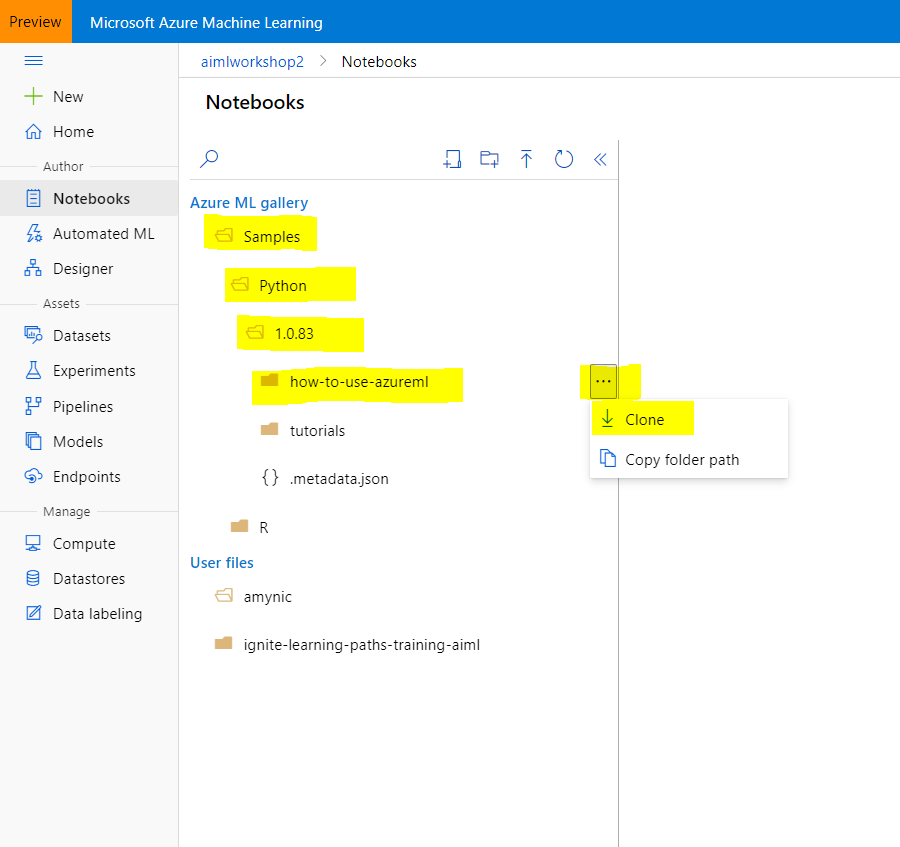 Preview Microsoft Azure Machine Learning
aimlworkshop2 > Notebooks
New
Home
Author
Notebooks
Automated ML
Designer
Assets
Datasets
Experiments
Pipelines
Models
Endpoints
Manage
Compute
Datastores
Data labeling
Notebooks
Azure ML gallery
Samples
Python
1.0.83
how-to-use-azureml
...
Clone
Copy folder path
tutorials
{} .metadata.json
R
User files
amynic
ignite-learning-paths-training-aiml